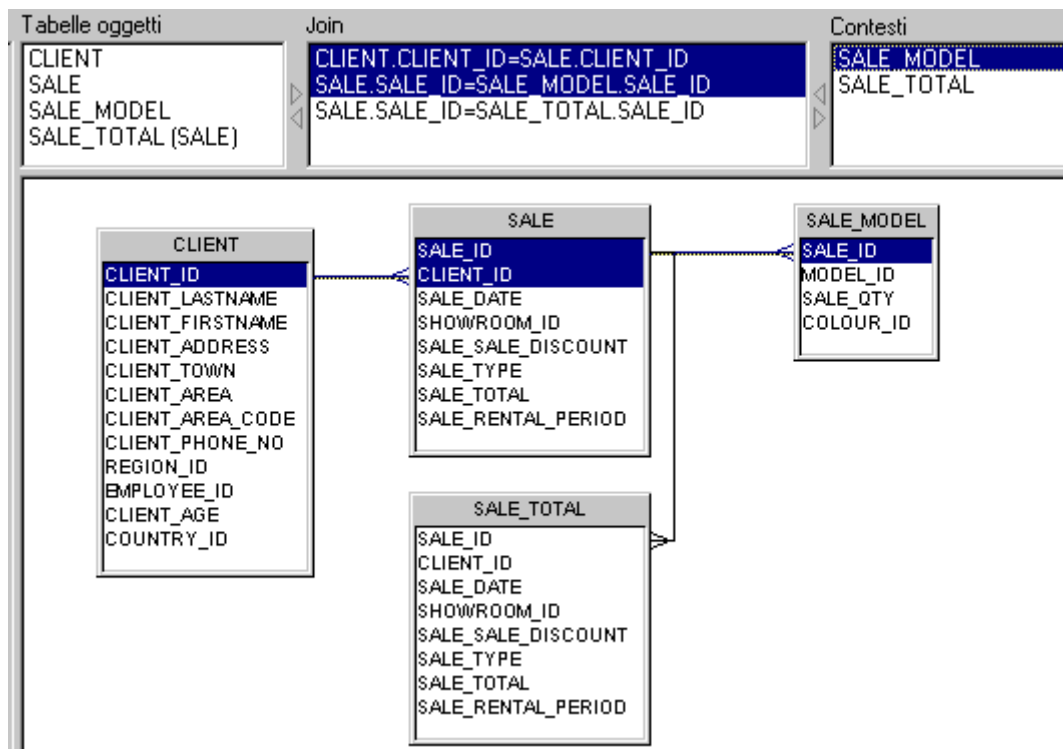 Tabelle oggetti
CLIENT
SALE
SALE_MODEL
SALE_TOTAL (SALE)
Join
CLIENT.CLIENT_ID=SALE.CLIENT_ID
SALE.SALE_ID=SALE_MODEL.SALE_ID
SALE.SALE_ID=SALE_TOTAL.SALE_ID
Contesti
SALE_MODEL
SALE_TOTAL
CLIENT
CLIENT_ID
CLIENT_LASTNAME
CLIENT_FIRSTNAME
CLIENT_ADDRESS
CLIENT_TOWN
CLIENT_AREA
CLIENT_AREA_CODE
CLIENT_PHONE_NO
REGION_ID
EMPLOYEE_ID
CLIENT_AGE
COUNTRY_ID
SALE
SALE_ID
CLIENT_ID
SALE_DATE
SHOWROOM_ID
SALE_SALE_DISCOUNT
SALE_TYPE
SALE_TOTAL
SALE_RENTAL_PERIOD
SALE_MODEL
SALE_ID
MODEL_ID
SALE_QTY
COLOUR_ID
SALE_TOTAL
SALE_ID
CLIENT_ID
SALE_DATE
SHOWROOM_ID
SALE_SALE_DISCOUNT
SALE_TYPE
SALE_TOTAL
SALE_RENTAL_PERIOD